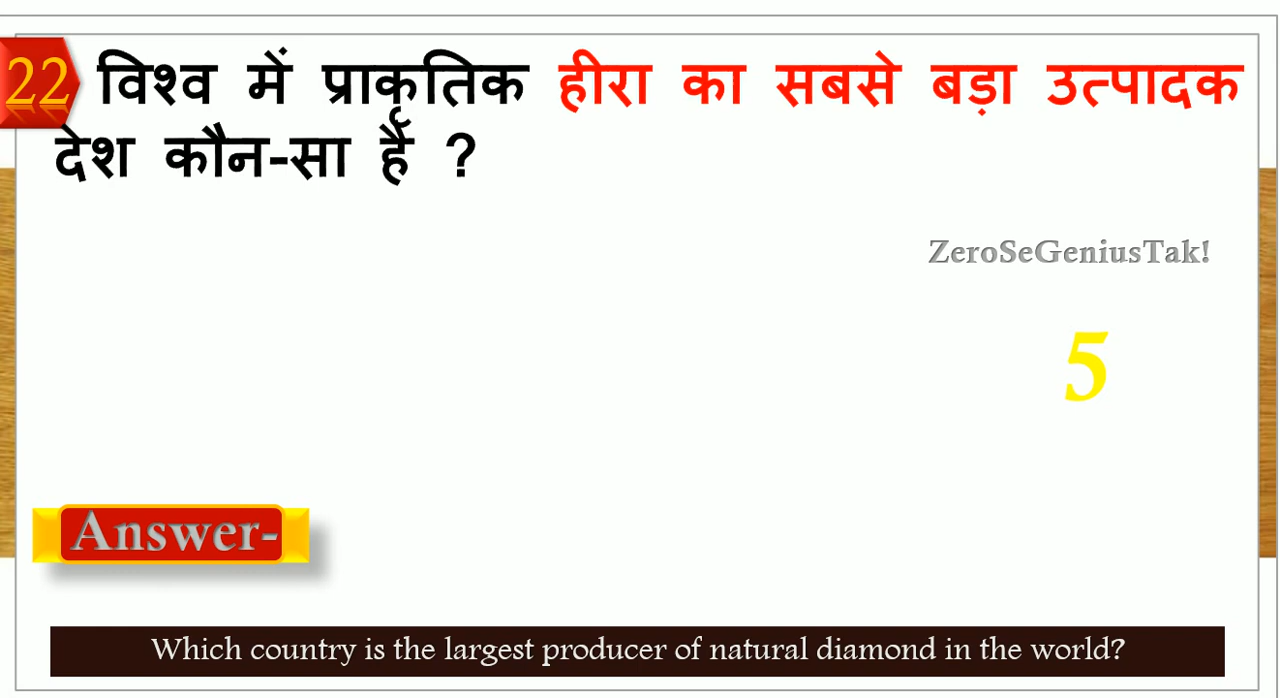 22 विश्व में प्राकृतिक हीरा का सबसे बड़ा उत्पादक
देश कौन-सा है ?
ZeroSeGeniusTak!
5
Answer-
Which country is the largest producer of natural diamond in the world?